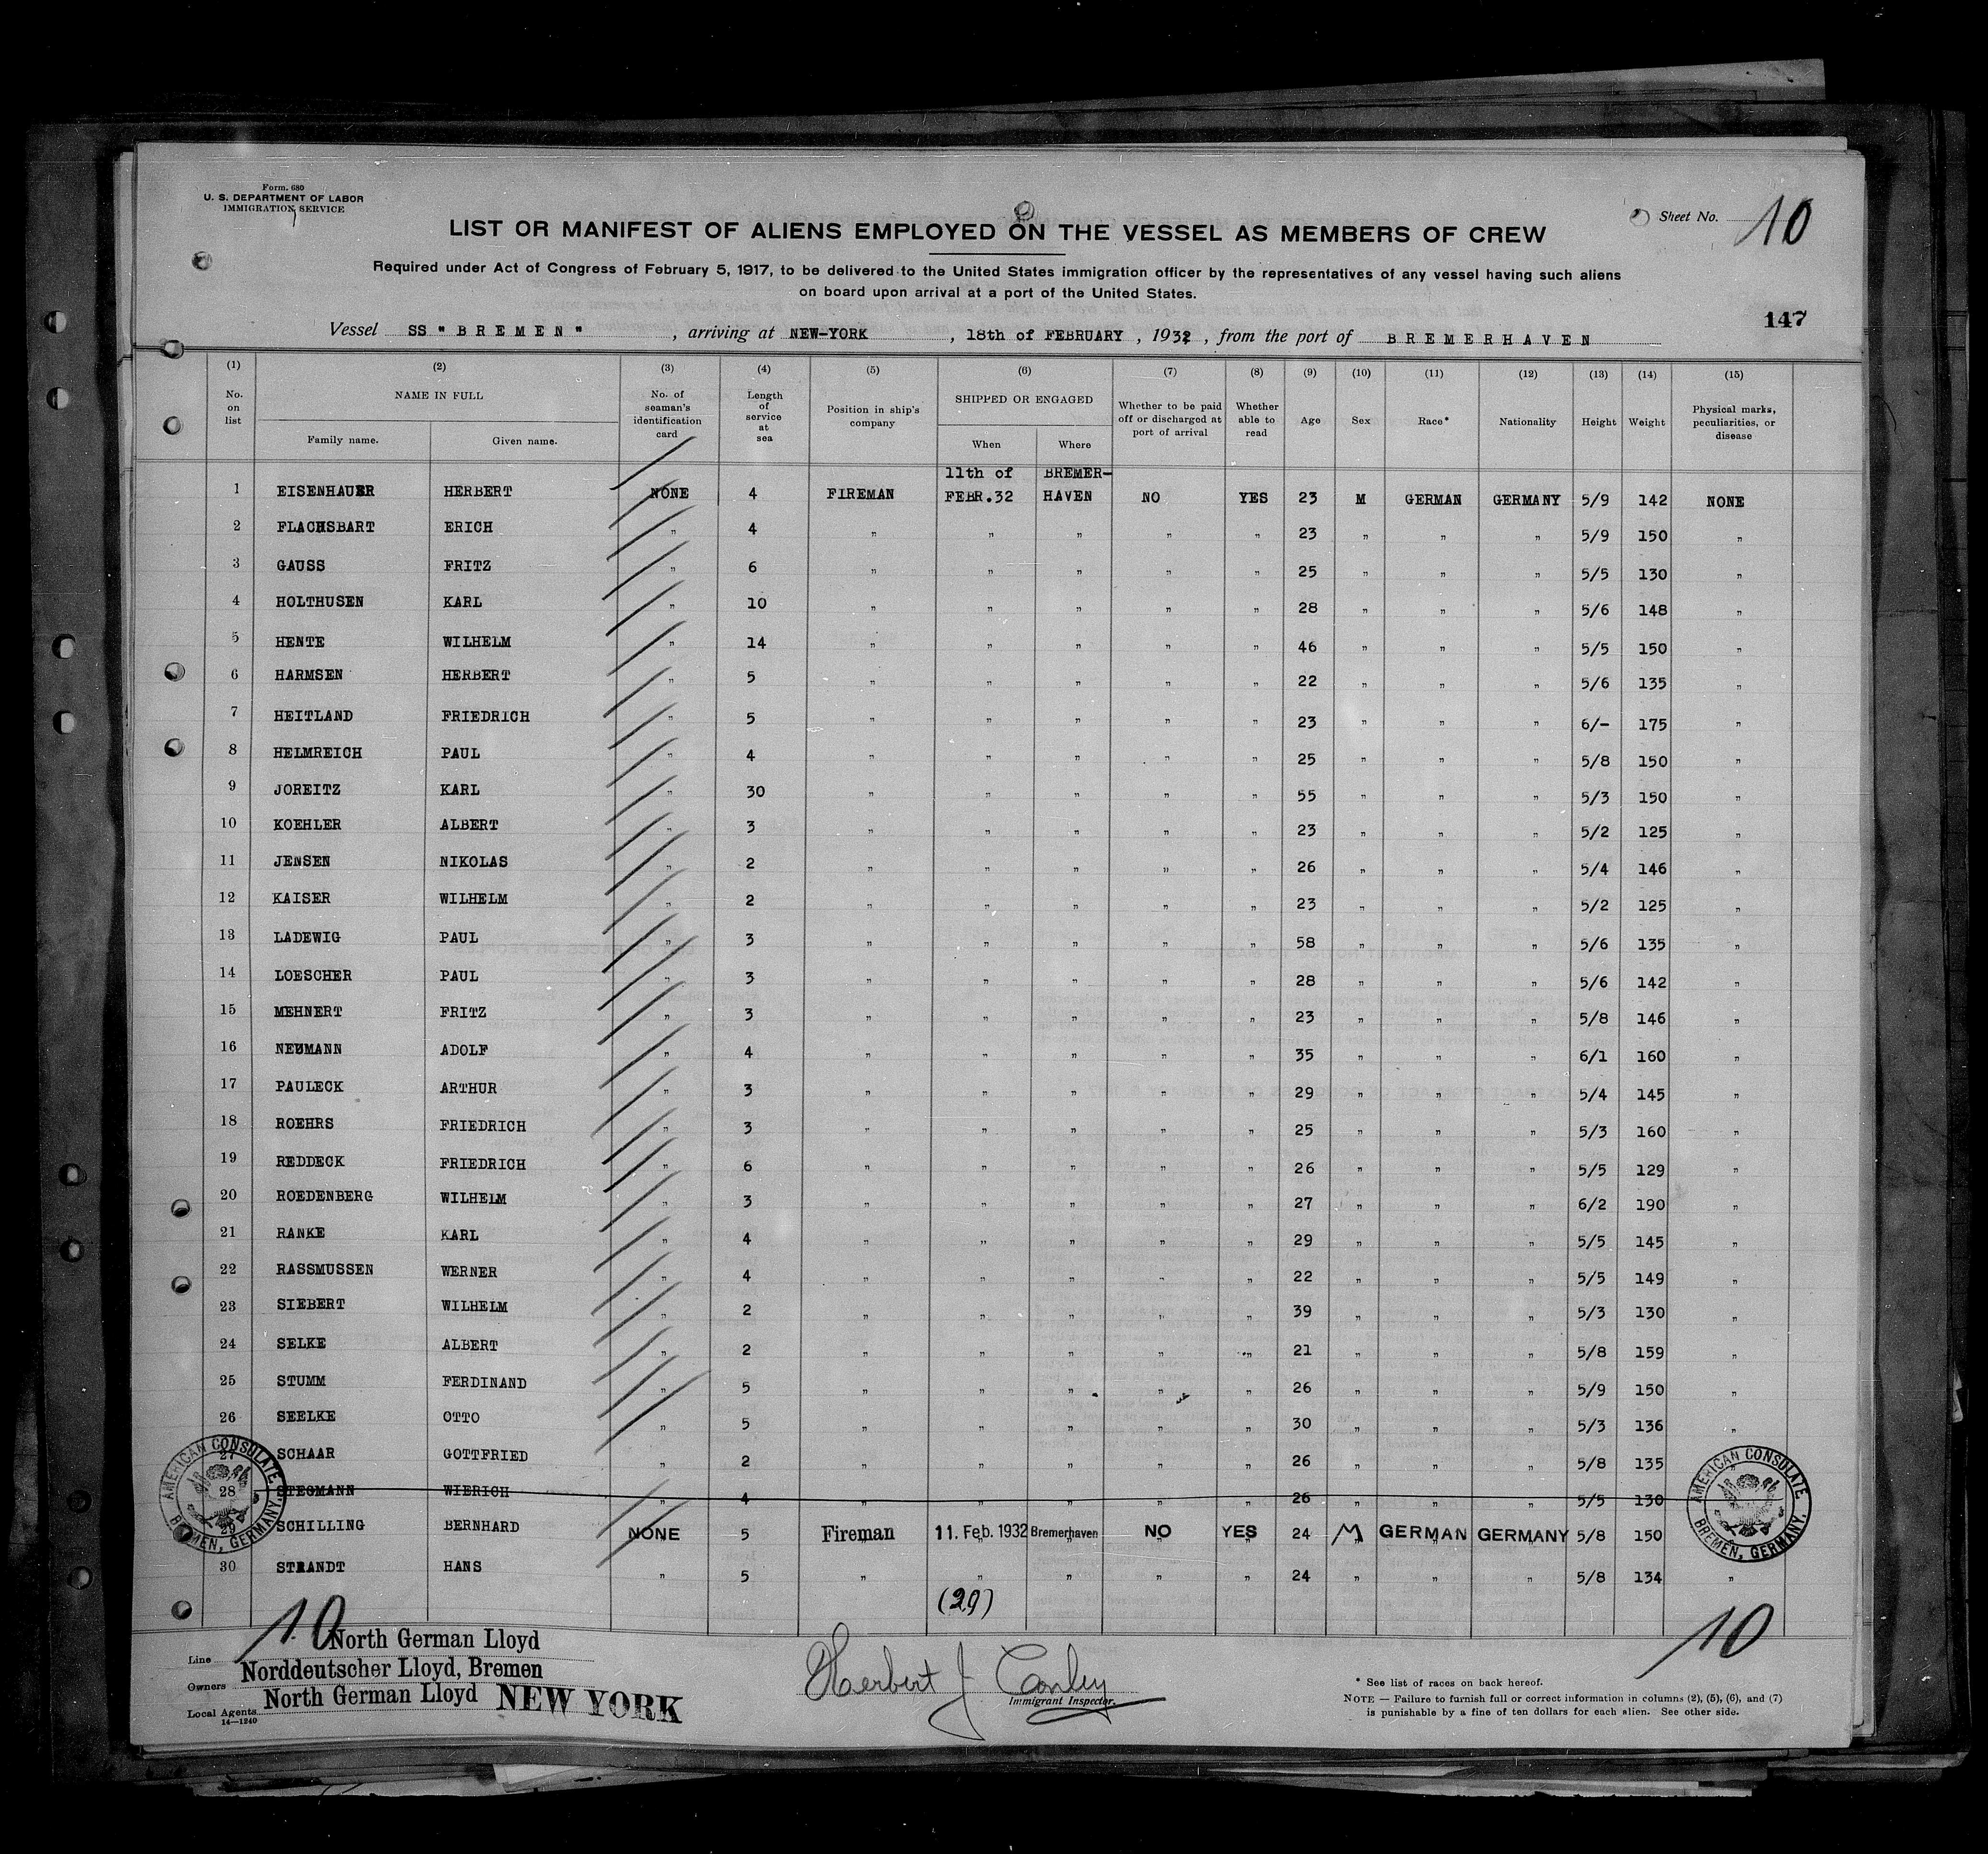 Form. 680
U. S. DEPARTMENT OF LABOR
IMMIGRATION SERVICE
Sheet No. 10
LIST OR MANIFEST OF ALIENS EMPLOYED ON THE VESSEL AS MEMBERS OF CREW
Required under Act of Congress of February 5, 1917, to be delivered to the United States immigration officer by the representatives of any vessel having such aliens
on board upon arrival at a port of the United States.
147
Vessel SS "BREMEN", arriving at NEW-YORK, 18th of FEBRUARY, 1932, from the port of BREMERHAVEN
(1) (2) (3) (4) (5) (6) (7) (8) (9) (10) (11) (12) (13) (14) (15)
No. on list NAME IN FULL Family name. Given name. No. of seaman's identification card Length of service at sea Position in ship's company SHIPPED OR ENGAGED When Where Whether to be paid off or discharged at port of arrival Whether able to read Age Sex Race* Nationality Height Weight Physical marks, peculiarities, or disease
11th of BREMER-
1 EISENHAUER HERBERT NONE 4 FIREMAN FEBR.32 HAVEN NO YES 23 M GERMAN GERMANY 5/9 142 NONE
2 FLACHSBART ERICH " 4 " " " " " 23 " " " 5/9 150 "
3 GAUSS FRITZ " 6 " " " " " 25 " " " 5/5 130 "
4 HOLTHUSEN KARL " 10 " " " " " 28 " " " 5/6 148 "
5 HENTE WILHELM " 14 " " " " " 46 " " " 5/5 150 "
6 HARMSEN HERBERT " 5 " " " " " 22 " " " 5/6 135 "
7 HEITLAND FRIEDRICH " 5 " " " " " 23 " " " 6/- 175 "
8 HELMREICH PAUL " 4 " " " " " 25 " " " 5/8 150 "
9 JOREITZ KARL " 30 " " " " " 55 " " " 5/3 150 "
10 KOEHLER ALBERT " 3 " " " " " 23 " " " 5/2 125 "
11 JENSEN NIKOLAS " 2 " " " " " 26 " " " 5/4 146 "
12 KAISER WILHELM " 2 " " " " " 23 " " " 5/2 125 "
13 LADEWIG PAUL " 3 " " " " " 58 " " " 5/6 135 "
14 LOESCHER PAUL " 3 " " " " " 28 " " " 5/6 142 "
15 MEHNERT FRITZ " 3 " " " " " 23 " " " 5/8 146 "
16 NEUMANN ADOLF " 4 " " " " " 35 " " " 6/1 160 "
17 PAULECK ARTHUR " 3 " " " " " 29 " " " 5/4 145 "
18 ROEHRS FRIEDRICH " 3 " " " " " 25 " " " 5/3 160 "
19 REDDECK FRIEDRICH " 6 " " " " " 26 " " " 5/5 129 "
20 ROEDENBERG WILHELM " 3 " " " " " 27 " " " 6/2 190 "
21 RANKE KARL " 4 " " " " " 29 " " " 5/5 145 "
22 RASSMUSSEN WERNER " 4 " " " " " 22 " " " 5/5 149 "
23 SIEBERT WILHELM " 2 " " " " " 39 " " " 5/3 130 "
24 SELKE ALBERT " 2 " " " " " 21 " " " 5/8 159 "
25 STUMM FERDINAND " 5 " " " " " 26 " " " 5/9 150 "
26 SEELKE OTTO " 5 " " " " " 30 " " " 5/3 136 "
27 SCHAAR GOTTFRIED " 2 " " " " " 26 " " " 5/8 135
28 STEGMANN WIERICH " 4 " " " " " 26 " " " 5/5 130
29 SCHILLING BERNHARD NONE 5 Fireman 11. Feb. 1932 Bremerhaven NO YES 24 M GERMAN GERMANY 5/8 150
30 STRANDT HANS " 5 " " " " " 24 " " " 5/8 134 "
AMERICAN CONSULATE BREMEN, GERMANY.
AMERICAN CONSULATE BREMEN, GERMANY.
(29)
10
10
Line North German Lloyd
Owners Norddeutscher Lloyd, Bremen
Local Agents North German Lloyd NEW YORK
14—1240
Herbert J. Conley
Immigrant Inspector.
* See list of races on back hereof.
NOTE — Failure to furnish full or correct information in columns (2), (5), (6), and (7)
is punishable by a fine of ten dollars for each alien. See other side.